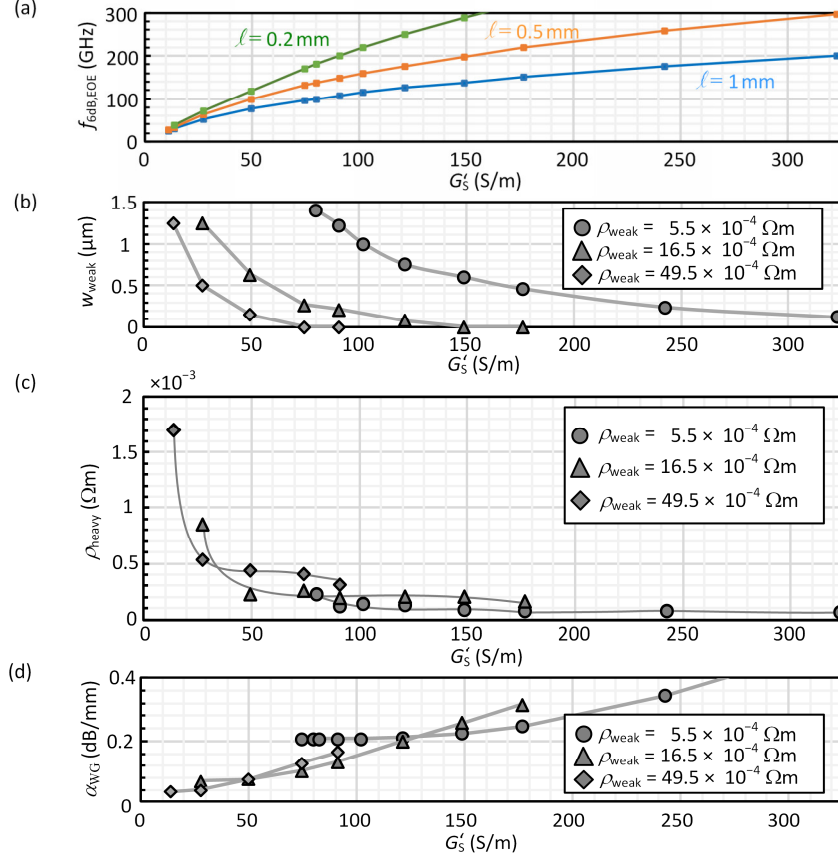 (a)
f6dB,EOE (GHz)
300
200
100
0
ℓ = 0.2 mm
ℓ = 0.5 mm
ℓ = 1 mm
0 50 100 150 200 250 300
G′S (S/m)
(b)
wweak (µm)
1.5
1
0.5
0
ρweak = 5.5 × 10⁻⁴ Ωm
ρweak = 16.5 × 10⁻⁴ Ωm
ρweak = 49.5 × 10⁻⁴ Ωm
0 50 100 150 200 250 300
G′S (S/m)
(c)
×10⁻³
ρheavy (Ωm)
2
1.5
1
0.5
0
ρweak = 5.5 × 10⁻⁴ Ωm
ρweak = 16.5 × 10⁻⁴ Ωm
ρweak = 49.5 × 10⁻⁴ Ωm
0 50 100 150 200 250 300
G′S (S/m)
(d)
αWG (dB/mm)
0.4
0.2
0
ρweak = 5.5 × 10⁻⁴ Ωm
ρweak = 16.5 × 10⁻⁴ Ωm
ρweak = 49.5 × 10⁻⁴ Ωm
0 50 100 150 200 250 300
G′S (S/m)